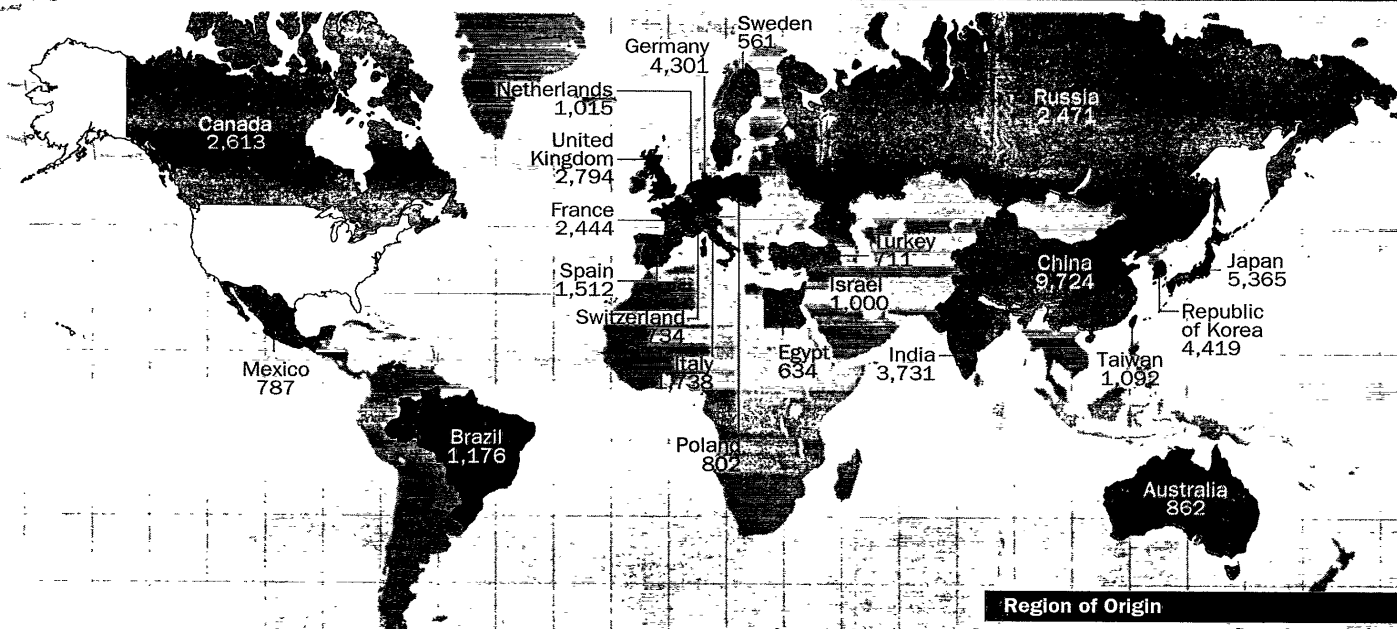 Sweden
561
Germany
4,301
Netherlands
1,015
Russia
2,471
Canada
2,613
United
Kingdom
2,794
France
2,444
Turkey
711
China
9,724
Japan
5,365
Spain
1,512
Israel
1,000
Switzerland
734
Republic
of Korea
4,419
Mexico
787
Italy
1,738
Egypt
634
India
3,731
Taiwan
1,092
Brazil
1,176
Poland
802
Australia
862
Region of Origin